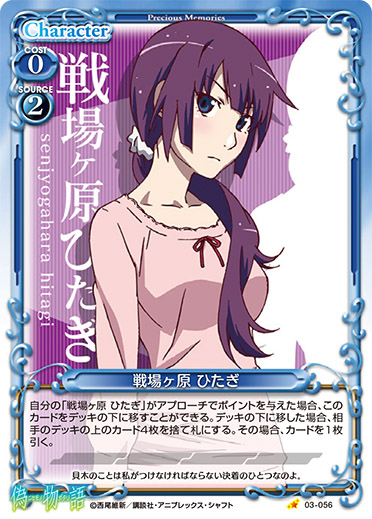 Precious Memories
Character
COST
0
SOURCE
2
戦場ヶ原ひたぎ
senjyogahara hitagi
戦場ヶ原 ひたぎ
自分の「戦場ヶ原 ひたぎ」がアプローチでポイントを与えた場合、この
カードをデッキの下に移すことができる。デッキの下に移した場合、相
手のデッキの上のカード4枚を捨て札にする。その場合、カードを1枚
引く。
貝木のことは私がつけなければならない決着のひとつなのよ。
偽物語
©西尾維新／講談社・アニプレックス・シャフト
03-056